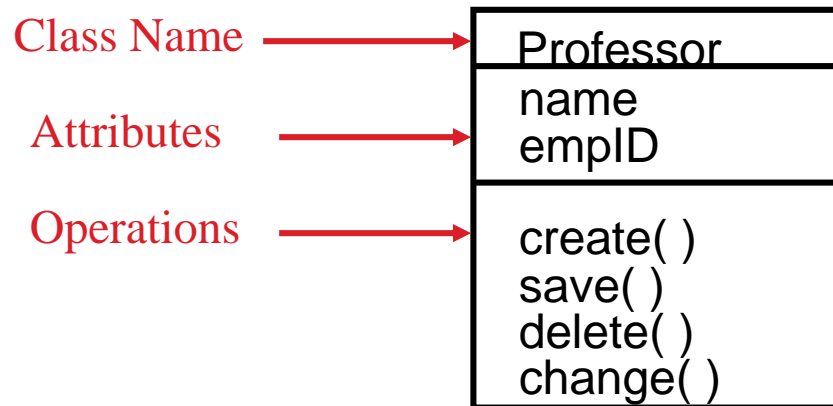 Class Name
Professor
Attributes
name
empID
Operations
create( )
save( )
delete( )
change( )